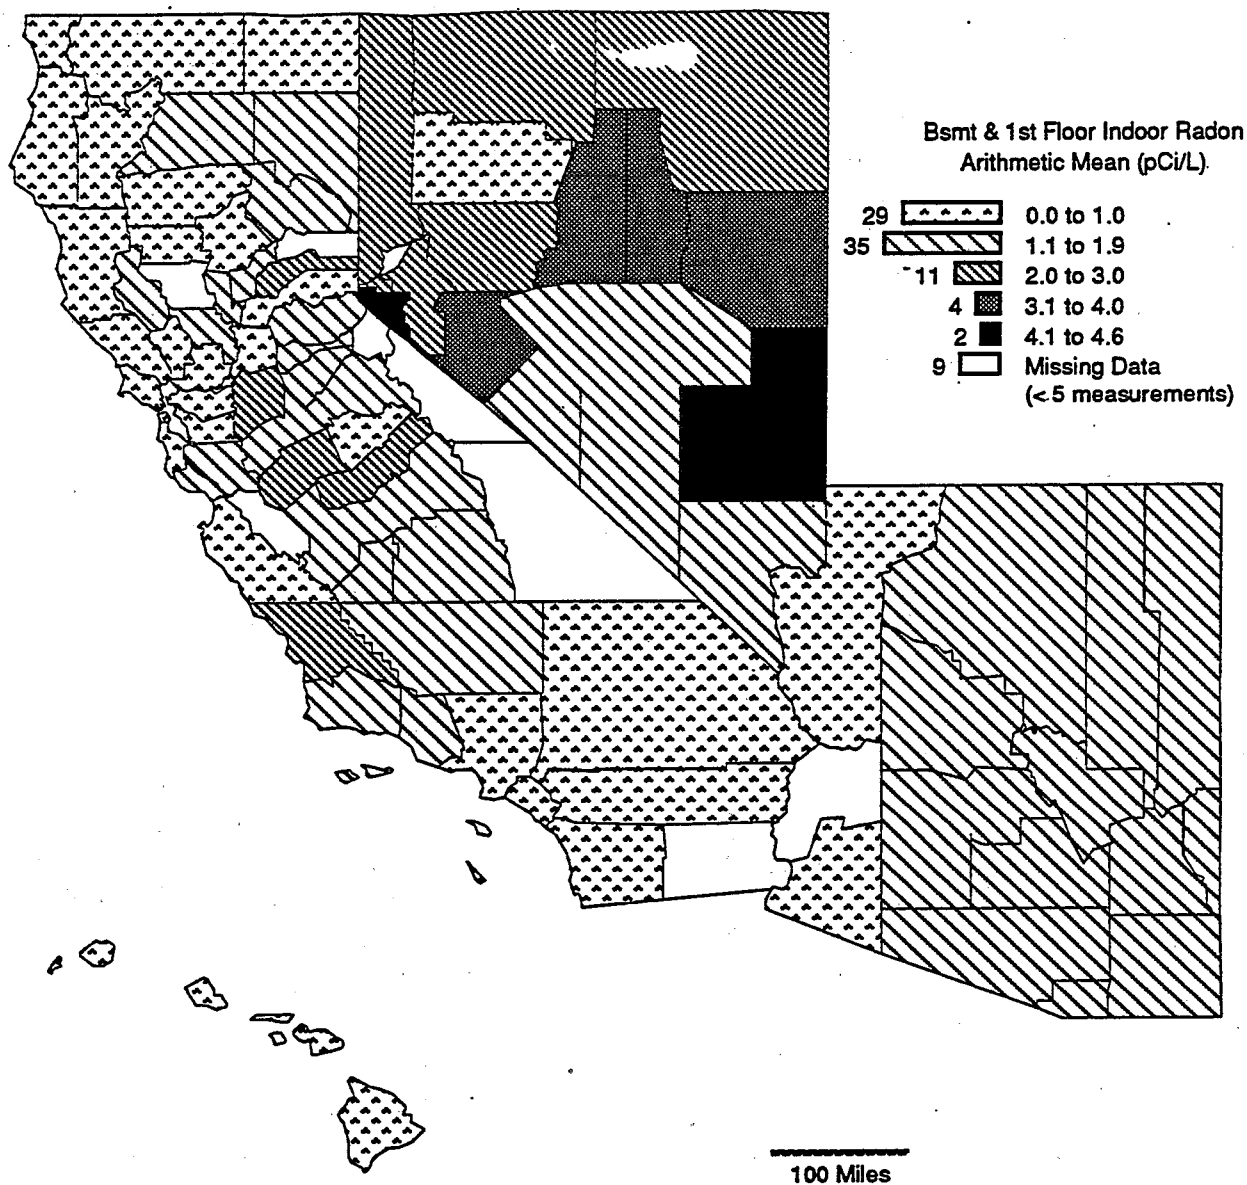 Bsmt & 1st Floor Indoor Radon
Arithmetic Mean (pCi/L)
29 0.0 to 1.0
35 1.1 to 1.9
11 2.0 to 3.0
4 3.1 to 4.0
2 4.1 to 4.6
9 Missing Data
(< 5 measurements)
100 Miles